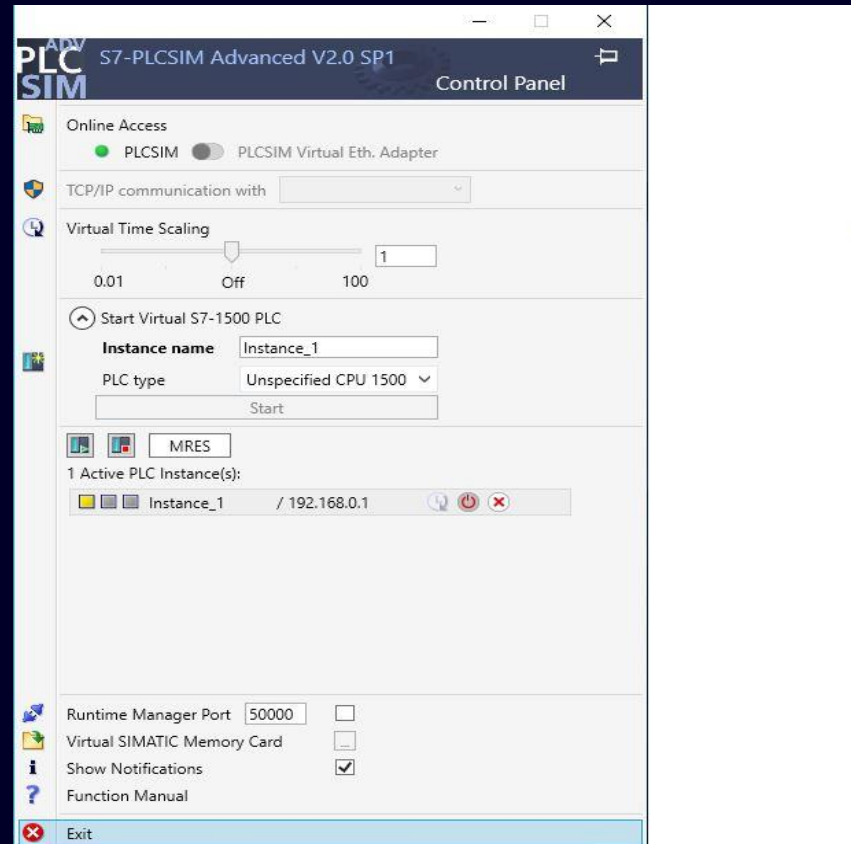 PLC ADV
SIM
S7-PLCSIM Advanced V2.0 SP1
Control Panel
Online Access
PLCSIM PLCSIM Virtual Eth. Adapter
TCP/IP communication with
Virtual Time Scaling
1
0.01 Off 100
Start Virtual S7-1500 PLC
Instance name Instance_1
PLC type Unspecified CPU 1500
Start
MRES
1 Active PLC Instance(s):
Instance_1 / 192.168.0.1
Runtime Manager Port 50000
Virtual SIMATIC Memory Card ...
Show Notifications
Function Manual
Exit